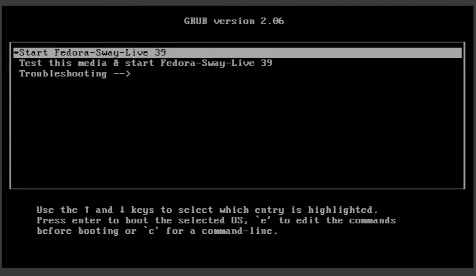 GRUB version 2.06
*Start Fedora-Sway-Live 39
Test this media & start Fedora-Sway-Live 39
Troubleshooting -->
Use the ↑ and ↓ keys to select which entry is highlighted.
Press enter to boot the selected OS, `e' to edit the commands
before booting or `c' for a command-line.